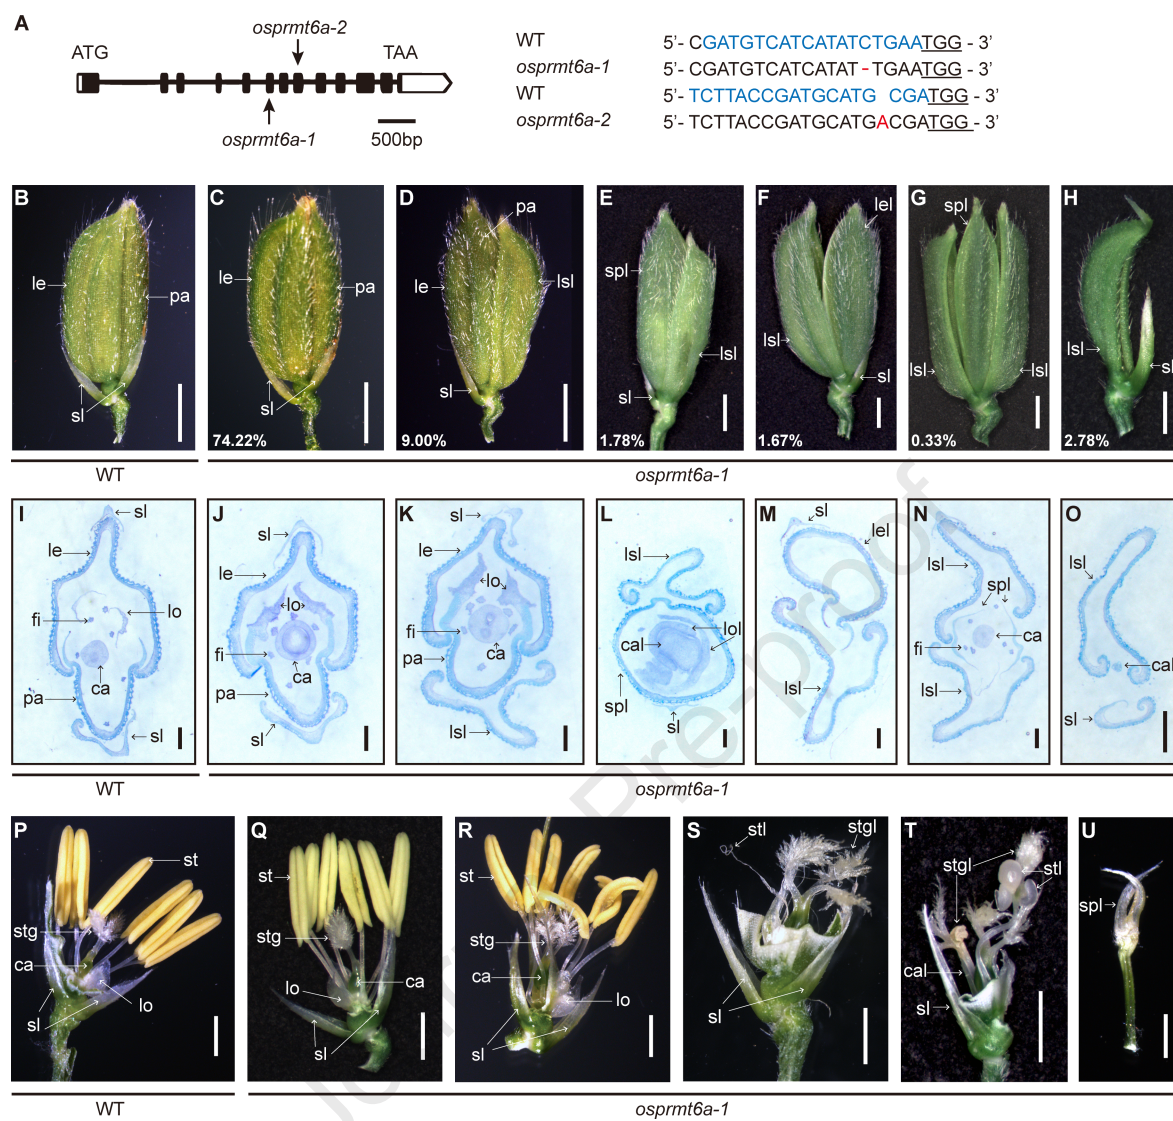 A
osprmt6a-2
ATG
TAA
osprmt6a-1
500bp
WT 5’- CGATGTCATCATATCTGAATGG - 3’
osprmt6a-1 5’- CGATGTCATCATAT - TGAATGG - 3’
WT 5’- TCTTACCGATGCATG CGATGG - 3’
osprmt6a-2 5’- TCTTACCGATGCATGACGATGG - 3’
B
le
pa
sl
C
le
pa
sl
74.22%
D
pa
le
lsl
sl
9.00%
E
spl
lsl
sl
1.78%
F
lel
lsl
sl
1.67%
G
spl
lsl
lsl
0.33%
H
lsl
sl
2.78%
WT
osprmt6a-1
I
sl
le
fi
lo
ca
pa
sl
J
sl
le
lo
fi
ca
pa
sl
K
sl
le
lo
fi
ca
pa
lsl
L
lsl
cal
lol
spl
sl
M
sl
lel
lsl
N
lsl
spl
ca
fi
lsl
O
lsl
cal
sl
WT
osprmt6a-1
P
st
stg
ca
lo
sl
Q
st
stg
ca
lo
sl
R
st
stg
ca
lo
sl
S
stl
stgl
sl
T
stgl
stl
cal
sl
U
spl
WT
osprmt6a-1
Pre-proof